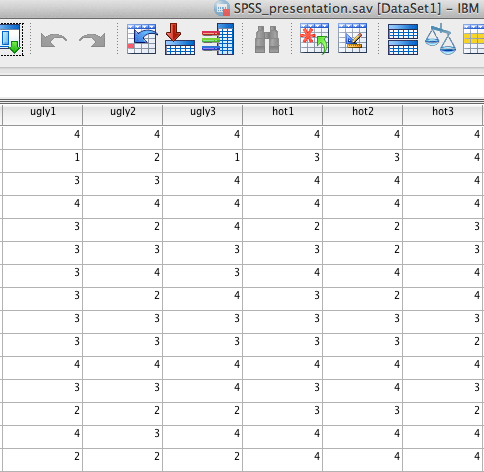 SPSS_presentation.sav [DataSet1] – IBM
ugly1 ugly2 ugly3 hot1 hot2 hot3
4 4 4 4 4 4
1 2 1 3 3 4
3 3 4 4 4 4
4 4 4 4 4 4
3 2 4 2 2 3
3 3 3 3 2 3
3 4 3 4 4 4
3 2 4 3 2 4
3 3 3 3 3 3
3 3 3 3 3 2
4 4 4 4 4 4
3 3 4 3 4 3
2 2 2 3 3 2
4 3 4 4 4 4
2 2 2 4 4 4